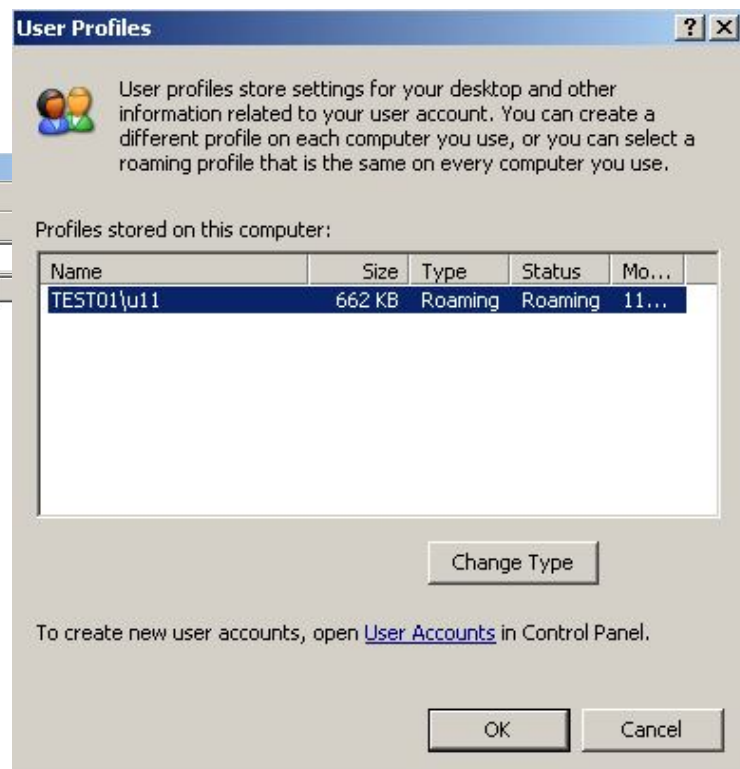 User Profiles
User profiles store settings for your desktop and other
information related to your user account. You can create a
different profile on each computer you use, or you can select a
roaming profile that is the same on every computer you use.
Profiles stored on this computer:
Name Size Type Status Mo...
TEST01\u11 662 KB Roaming Roaming 11...
Change Type
To create new user accounts, open User Accounts in Control Panel.
OK Cancel